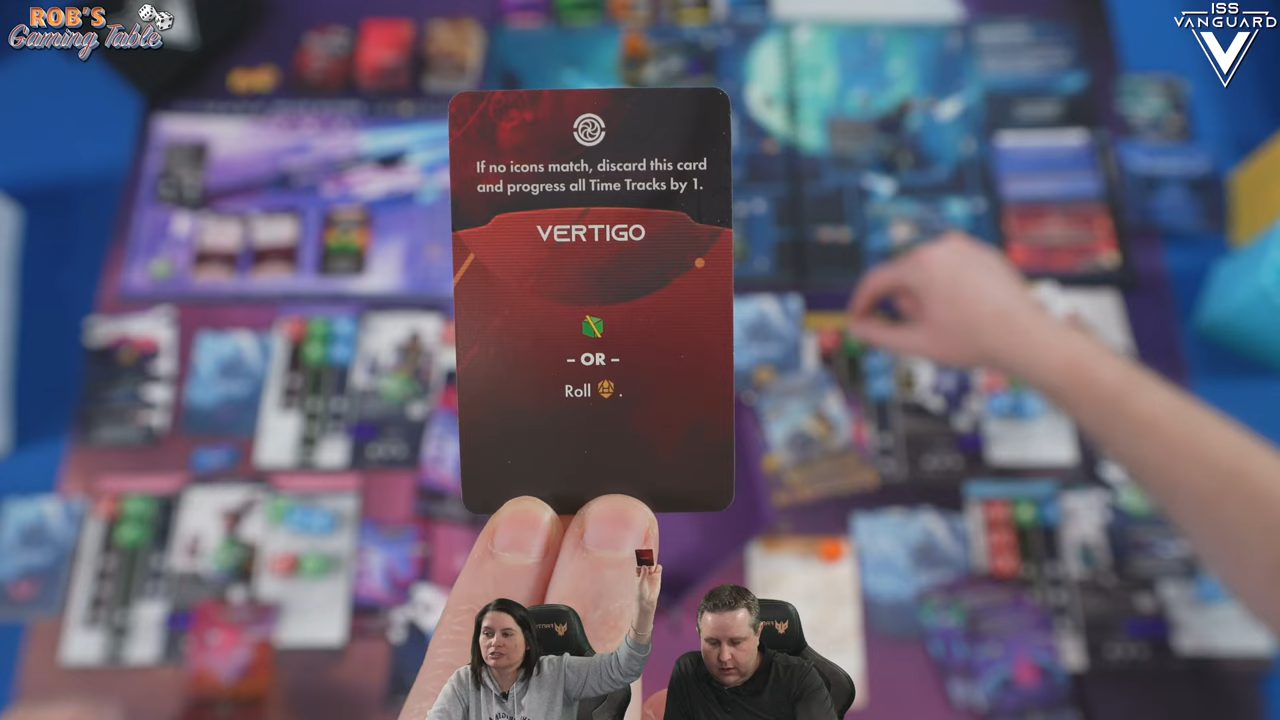 ROB'S
Gaming Table
ISS
VANGUARD
If no icons match, discard this card
and progress all Time Tracks by 1.
VERTIGO
– OR –
Roll .